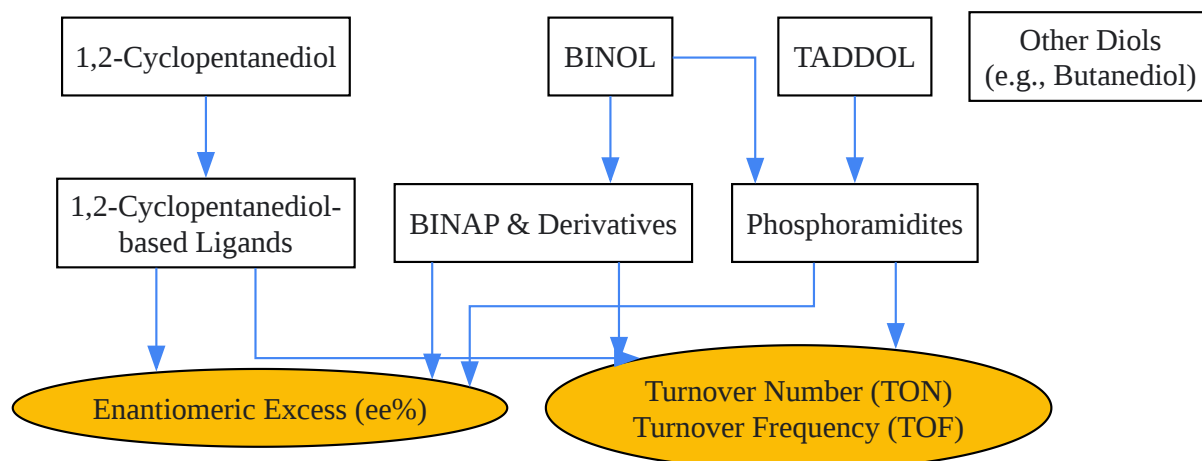 1,2-Cyclopentanediol
BINOL
TADDOL
Other Diols
(e.g., Butanediol)
1,2-Cyclopentanediol-
based Ligands
BINAP & Derivatives
Phosphoramidites
Enantiomeric Excess (ee%)
Turnover Number (TON)
Turnover Frequency (TOF)